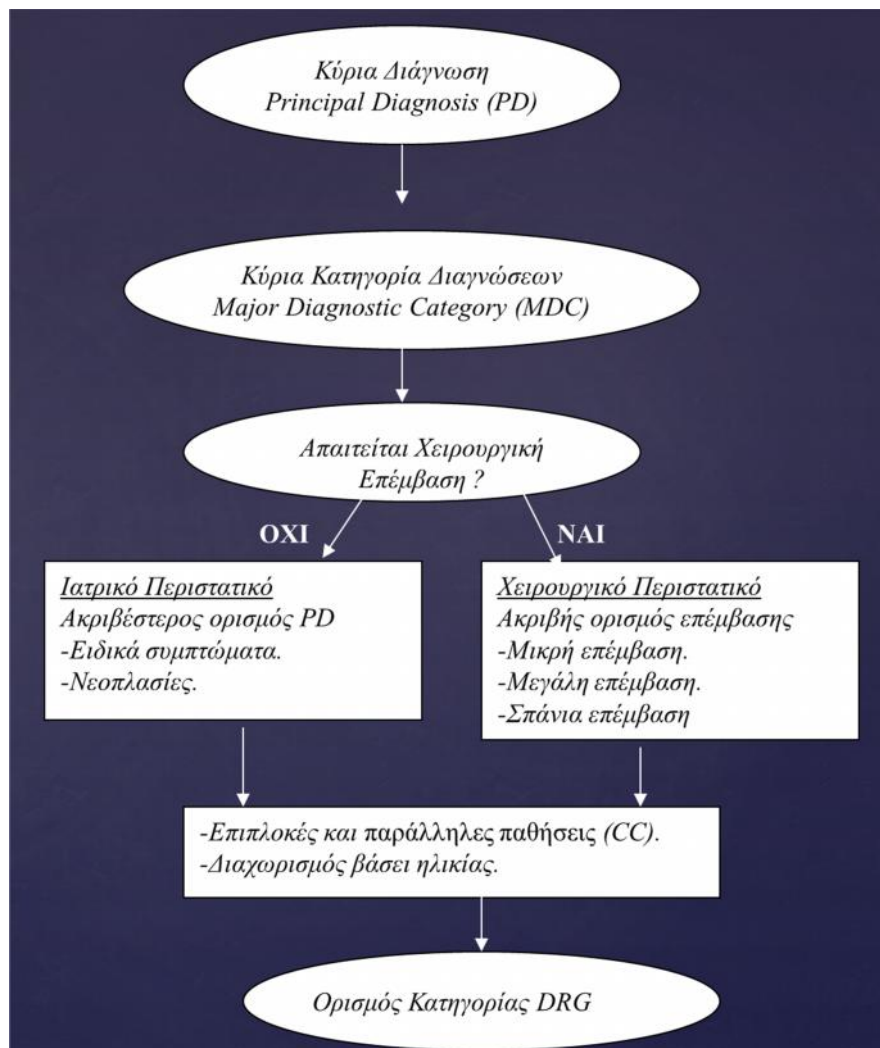 Κύρια Διάγνωση
Principal Diagnosis (PD)
Κύρια Κατηγορία Διαγνώσεων
Major Diagnostic Category (MDC)
Απαιτείται Χειρουργική
Επέμβαση ?
ΟΧΙ
ΝΑΙ
Ιατρικό Περιστατικό
Ακριβέστερος ορισμός PD
-Ειδικά συμπτώματα.
-Νεοπλασίες.
Χειρουργικό Περιστατικό
Ακριβής ορισμός επέμβασης
-Μικρή επέμβαση.
-Μεγάλη επέμβαση.
-Σπάνια επέμβαση
-Επιπλοκές και παράλληλες παθήσεις (CC).
-Διαχωρισμός βάσει ηλικίας.
Ορισμός Κατηγορίας DRG